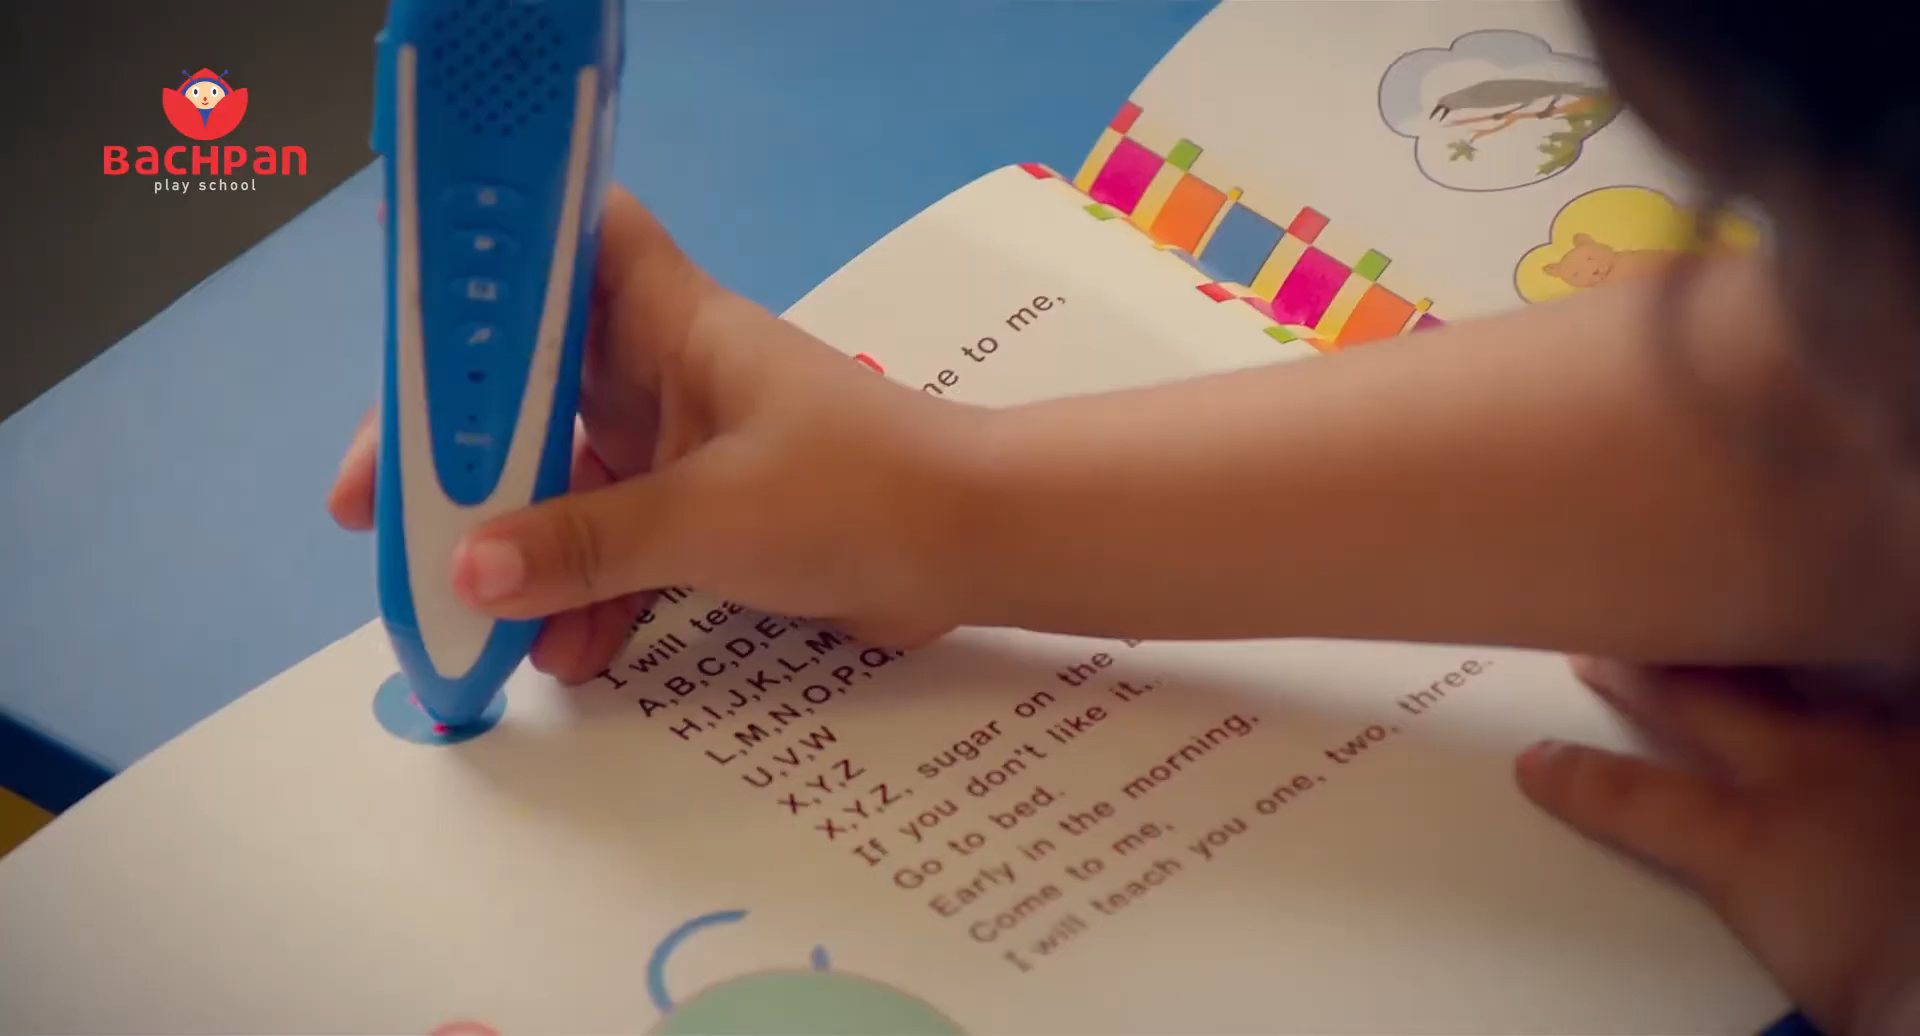 BACHPAN
play school
me to me,
I will tea
A,B,C,D,E,
H,I,J,K,L,M,
L,M,N,O,P,Q,
U,V,W
X,Y,Z
X,Y,Z, sugar on the
If you don't like it,
Go to bed.
Early in the morning,
Come to me,
I will teach you one, two, three.